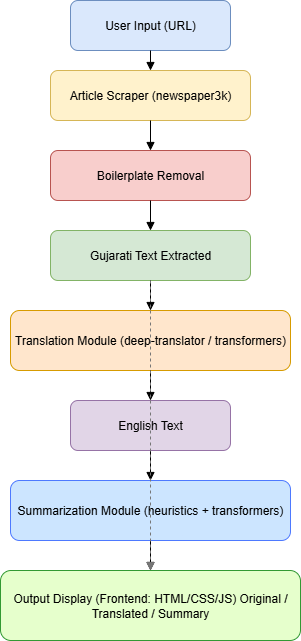 User Input (URL)
Article Scraper (newspaper3k)
Boilerplate Removal
Gujarati Text Extracted
Translation Module (deep-translator / transformers)
English Text
Summarization Module (heuristics + transformers)
Output Display (Frontend: HTML/CSS/JS) Original /
Translated / Summary